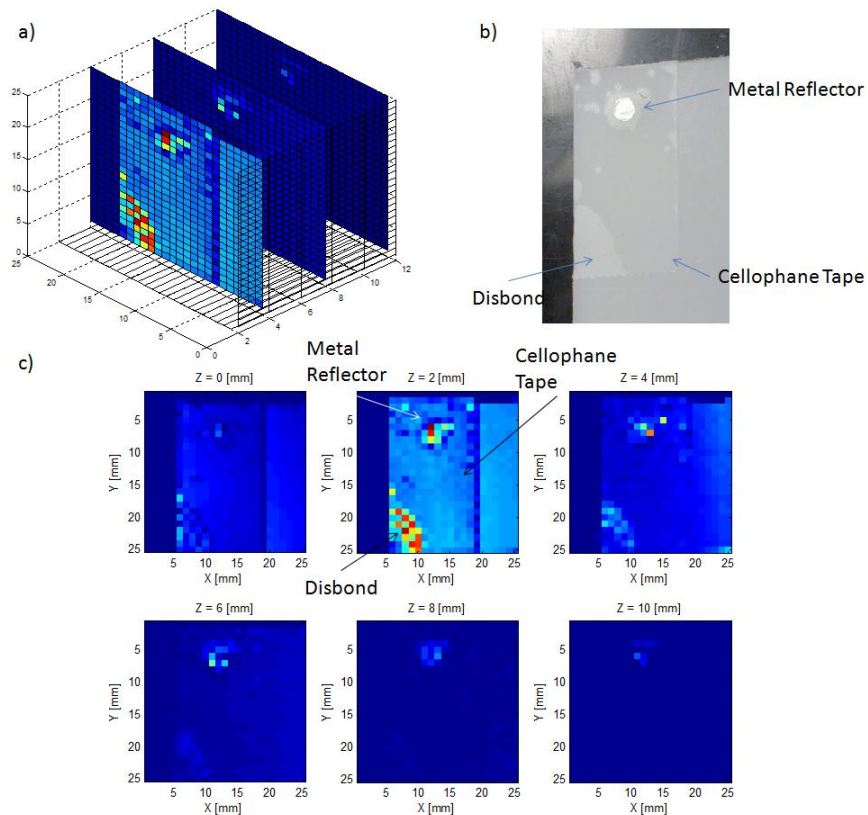 a)
25
20
15
10
5
0
25
20
15
10
5
0
0
2
4
6
8
10
12
b)
Metal Reflector
Disbond
Cellophane Tape
c)
Metal
Reflector
Cellophane
Tape
Z = 0 [mm]
Z = 2 [mm]
Z = 4 [mm]
Y [mm]
5
10
15
20
25
5
10
15
20
25
X [mm]
Y [mm]
5
10
15
20
25
5
10
15
20
25
X [mm]
Y [mm]
5
10
15
20
25
5
10
15
20
25
X [mm]
Disbond
Z = 6 [mm]
Z = 8 [mm]
Z = 10 [mm]
Y [mm]
5
10
15
20
25
5
10
15
20
25
X [mm]
Y [mm]
5
10
15
20
25
5
10
15
20
25
X [mm]
Y [mm]
5
10
15
20
25
5
10
15
20
25
X [mm]